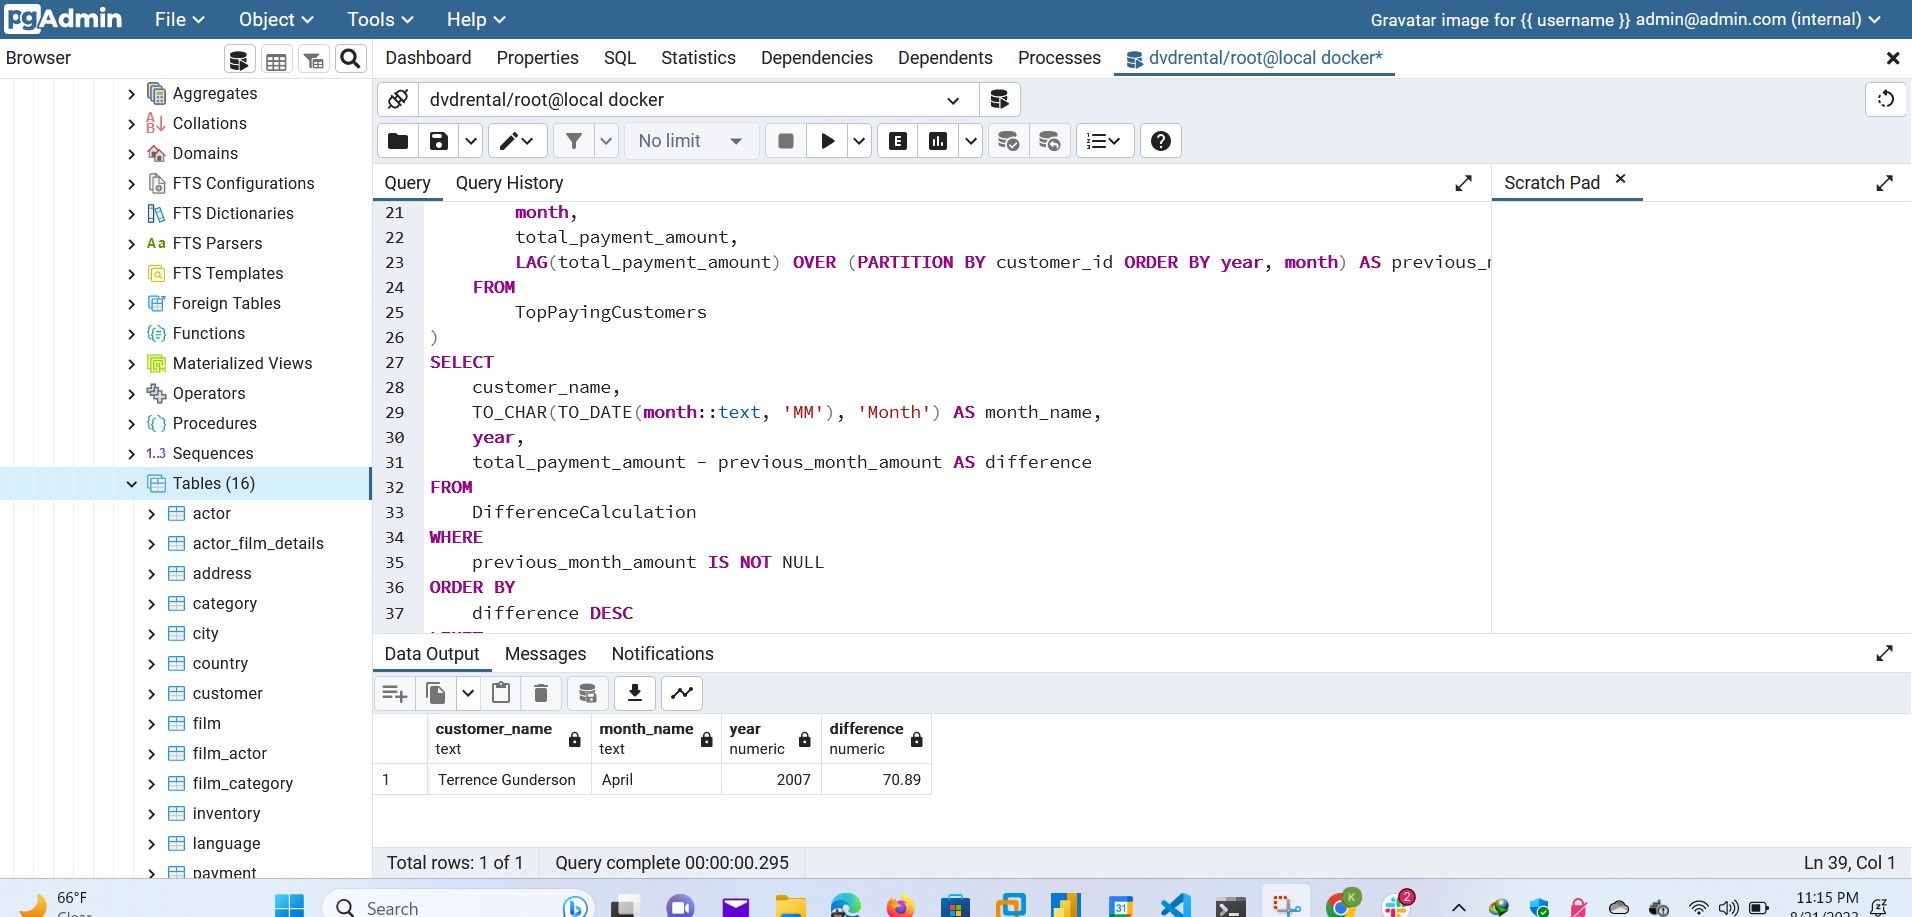 pgAdmin File Object Tools Help Gravatar image for {{ username }} admin@admin.com (internal)
Browser Dashboard Properties SQL Statistics Dependencies Dependents Processes dvdrental/root@local docker*
Aggregates
Collations
Domains
FTS Configurations
FTS Dictionaries
Aa FTS Parsers
FTS Templates
Foreign Tables
Functions
Materialized Views
Operators
Procedures
1..3 Sequences
Tables (16)
actor
actor_film_details
address
category
city
country
customer
film
film_actor
film_category
inventory
language
payment
dvdrental/root@local docker
No limit E
Query Query History Scratch Pad
21 month,
22 total_payment_amount,
23 LAG(total_payment_amount) OVER (PARTITION BY customer_id ORDER BY year, month) AS
24 FROM
25 TopPayingCustomers
26 )
27 SELECT
28 customer_name,
29 TO_CHAR(TO_DATE(month::text, 'MM'), 'Month') AS month_name,
30 year,
31 total_payment_amount - previous_month_amount AS difference
32 FROM
33 DifferenceCalculation
34 WHERE
35 previous_month_amount IS NOT NULL
36 ORDER BY
37 difference DESC
Data Output Messages Notifications
customer_name month_name year difference
text text numeric numeric
1 Terrence Gunderson April 2007 70.89
Total rows: 1 of 1 Query complete 00:00:00.295 Ln 39, Col 1
66°F
Search 31 K 2 11:15 PM